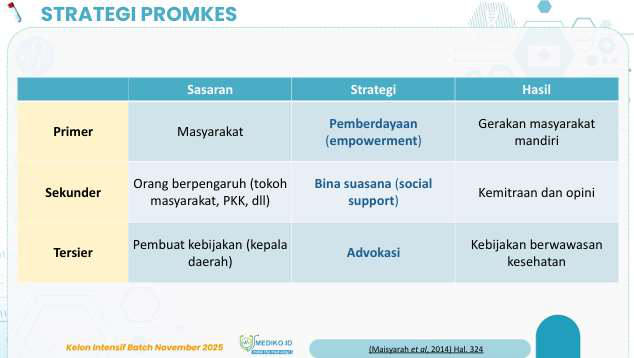 STRATEGI PROMKES
Sasaran Strategi Hasil
Primer
Masyarakat
Pemberdayaan
(empowerment)
Gerakan masyarakat
mandiri
Sekunder
Orang berpengaruh (tokoh
masyarakat, PKK, dll)
Bina suasana (social
support)
Kemitraan dan opini
Tersier
Pembuat kebijakan (kepala
daerah)
Advokasi
Kebijakan berwawasan
kesehatan
Kelon Intensif Batch November 2025
MEDIKO.ID
(Maisyarah et al, 2014) Hal. 324